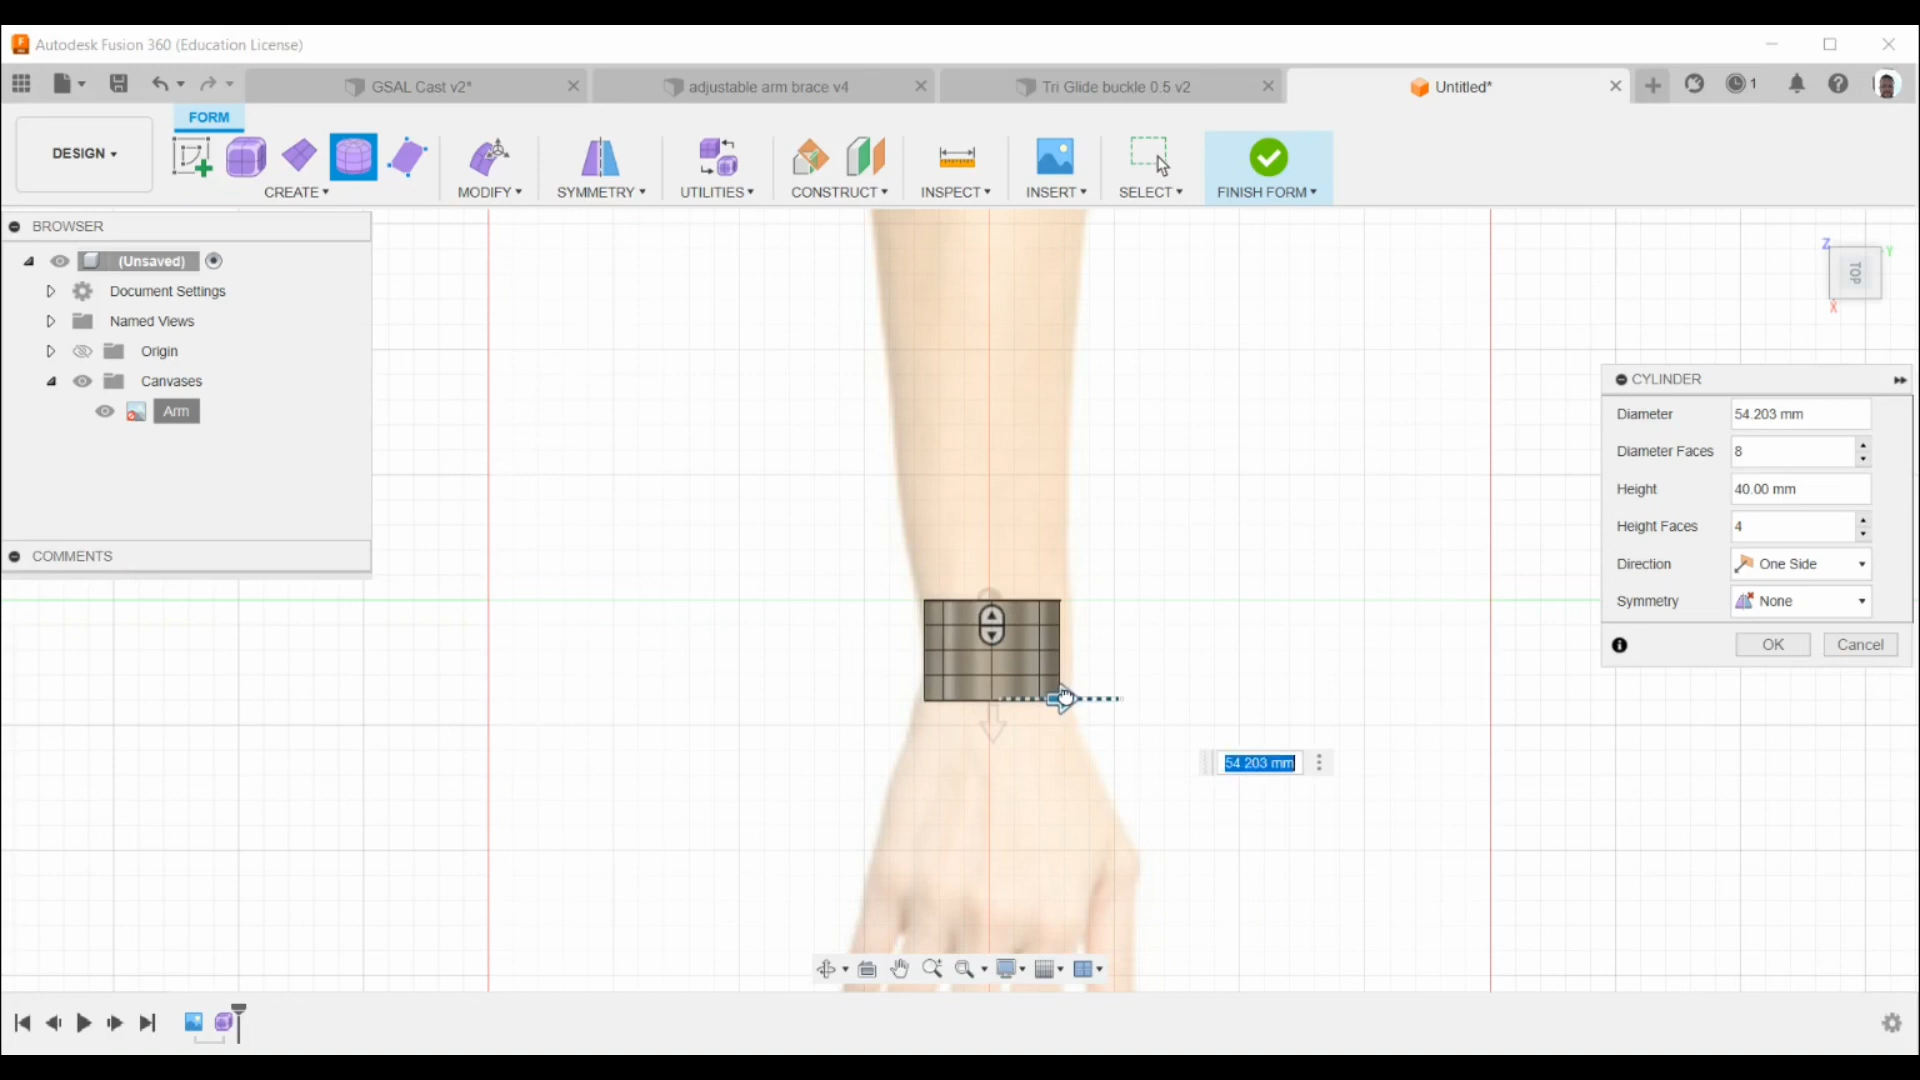 Autodesk Fusion 360 (Education License)
GSAL Cast v2*
adjustable arm brace v4
Tri Glide buckle 0.5 v2
Untitled*
1
FORM
DESIGN
CREATE
MODIFY
SYMMETRY
UTILITIES
CONSTRUCT
INSPECT
INSERT
SELECT
FINISH FORM
BROWSER
(Unsaved)
Document Settings
Named Views
Origin
Canvases
Arm
COMMENTS
Z
Y
TOP
X
CYLINDER
Diameter 54.203 mm
Diameter Faces 8
Height 40.00 mm
Height Faces 4
Direction One Side
Symmetry None
OK Cancel
54 203 mm